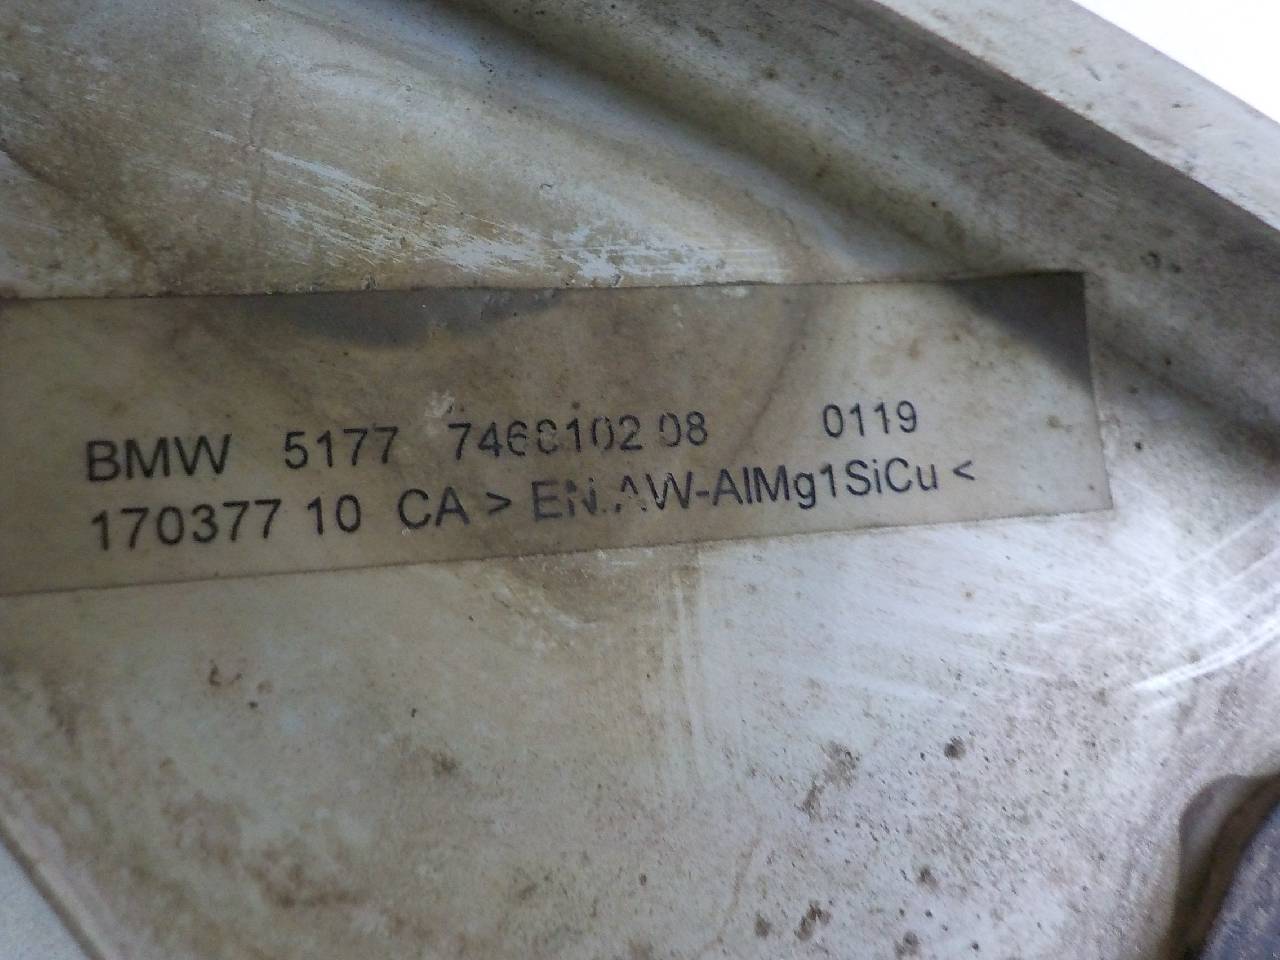 BMW 5177 7468102 08 0119
170377 10 CA > EN.AW-AlMg1SiCu <